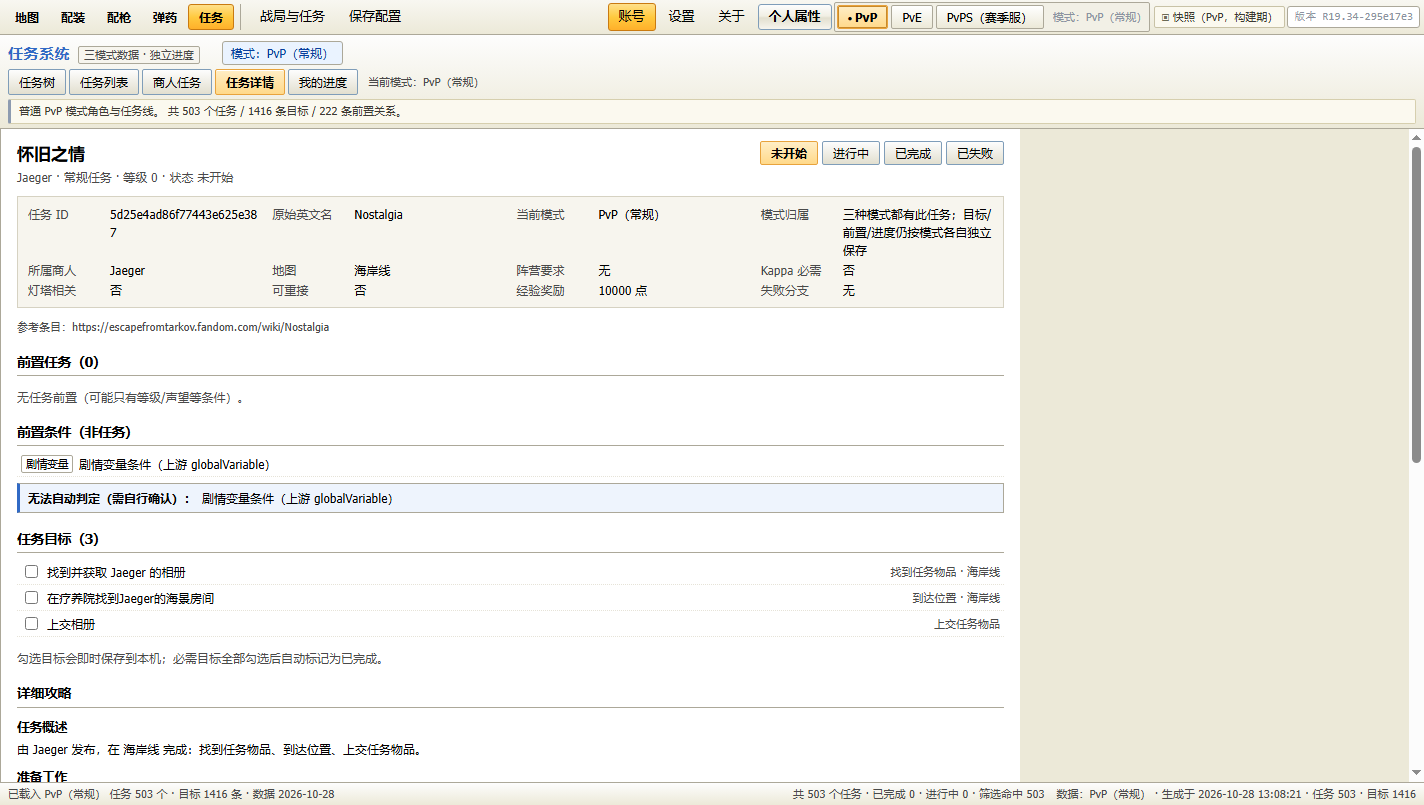 地图 配装 配枪 弹药 任务 战局与任务 保存配置 账号 设置 关于 个人属性 • PvP PvE PvPS（赛季服） 模式：PvP（常规） 快照（PvP，构建期） 版本 R19.34-295e17e3
任务系统 三模式数据 · 独立进度 模式：PvP（常规）
任务树 任务列表 商人任务 任务详情 我的进度 当前模式：PvP（常规）
普通 PvP 模式角色与任务线。 共 503 个任务 / 1416 条目标 / 222 条前置关系。
怀旧之情 未开始 进行中 已完成 已失败
Jaeger · 常规任务 · 等级 0 · 状态 未开始
任务 ID 5d25e4ad86f77443e625e38 原始英文名 Nostalgia 当前模式 PvP（常规） 模式归属 三种模式都有此任务；目标/
7 前置/进度仍按模式各自独立
保存
所属商人 Jaeger 地图 海岸线 阵营要求 无 Kappa 必需 否
灯塔相关 否 可重接 否 经验奖励 10000 点 失败分支 无
参考条目：https://escapefromtarkov.fandom.com/wiki/Nostalgia
前置任务（0）
无任务前置（可能只有等级/声望等条件）。
前置条件（非任务）
剧情变量 剧情变量条件（上游 globalVariable）
无法自动判定（需自行确认）： 剧情变量条件（上游 globalVariable）
任务目标（3）
找到并获取 Jaeger 的相册 找到任务物品 · 海岸线
在疗养院找到Jaeger的海景房间 到达位置 · 海岸线
上交相册 上交任务物品
勾选目标会即时保存到本机；必需目标全部勾选后自动标记为已完成。
详细攻略
任务概述
由 Jaeger 发布，在 海岸线 完成：找到任务物品、到达位置、上交任务物品。
准备工作
已载入 PvP（常规） 任务 503 个 · 目标 1416 条 · 数据 2026-10-28 共 503 个任务 · 已完成 0 · 进行中 0 · 筛选命中 503 数据：PvP（常规） · 生成于 2026-10-28 13:08:21 · 任务 503 · 目标 1416